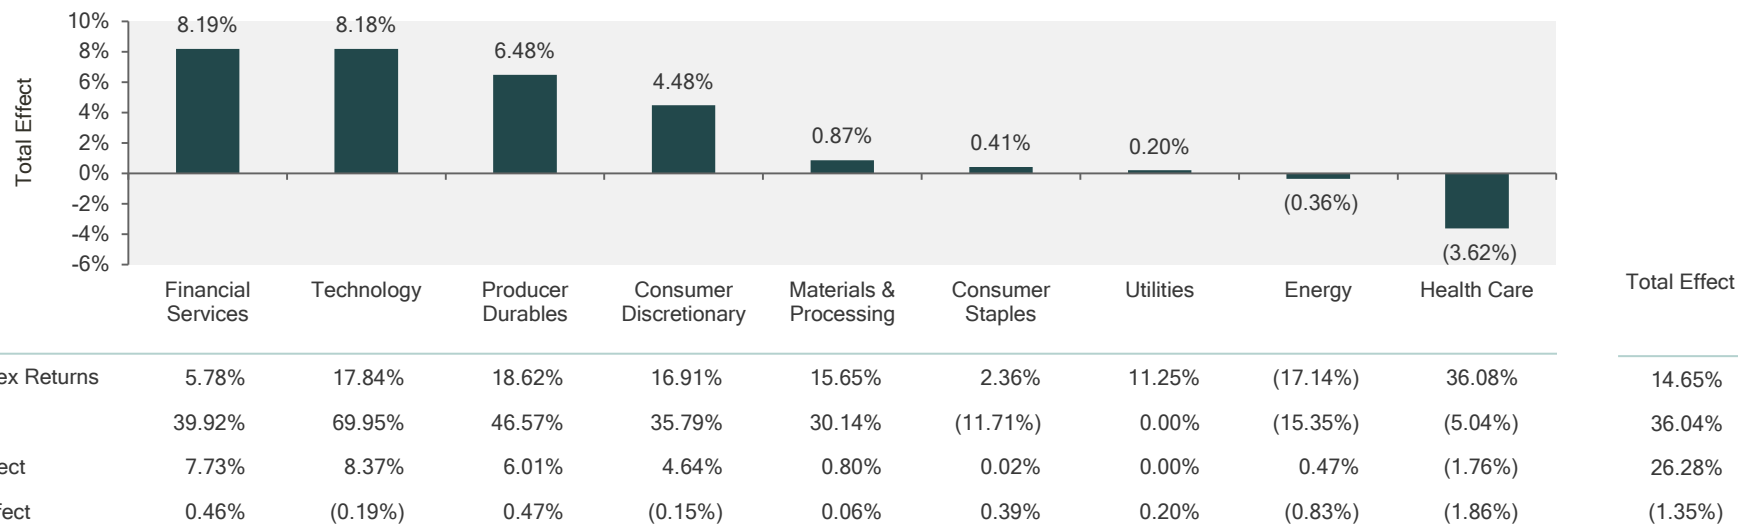 10%
8%
6%
4%
2%
0%
-2%
-4%
-6%
Total Effect
8.19% 8.18% 6.48% 4.48% 0.87% 0.41% 0.20% (0.36%) (3.62%)
Financial Technology Producer Consumer Materials & Consumer Utilities Energy Health Care Total Effect
Services Durables Discretionary Processing Staples
ex Returns 5.78% 17.84% 18.62% 16.91% 15.65% 2.36% 11.25% (17.14%) 36.08% 14.65%
39.92% 69.95% 46.57% 35.79% 30.14% (11.71%) 0.00% (15.35%) (5.04%) 36.04%
ect 7.73% 8.37% 6.01% 4.64% 0.80% 0.02% 0.00% 0.47% (1.76%) 26.28%
fect 0.46% (0.19%) 0.47% (0.15%) 0.06% 0.39% 0.20% (0.83%) (1.86%) (1.35%)